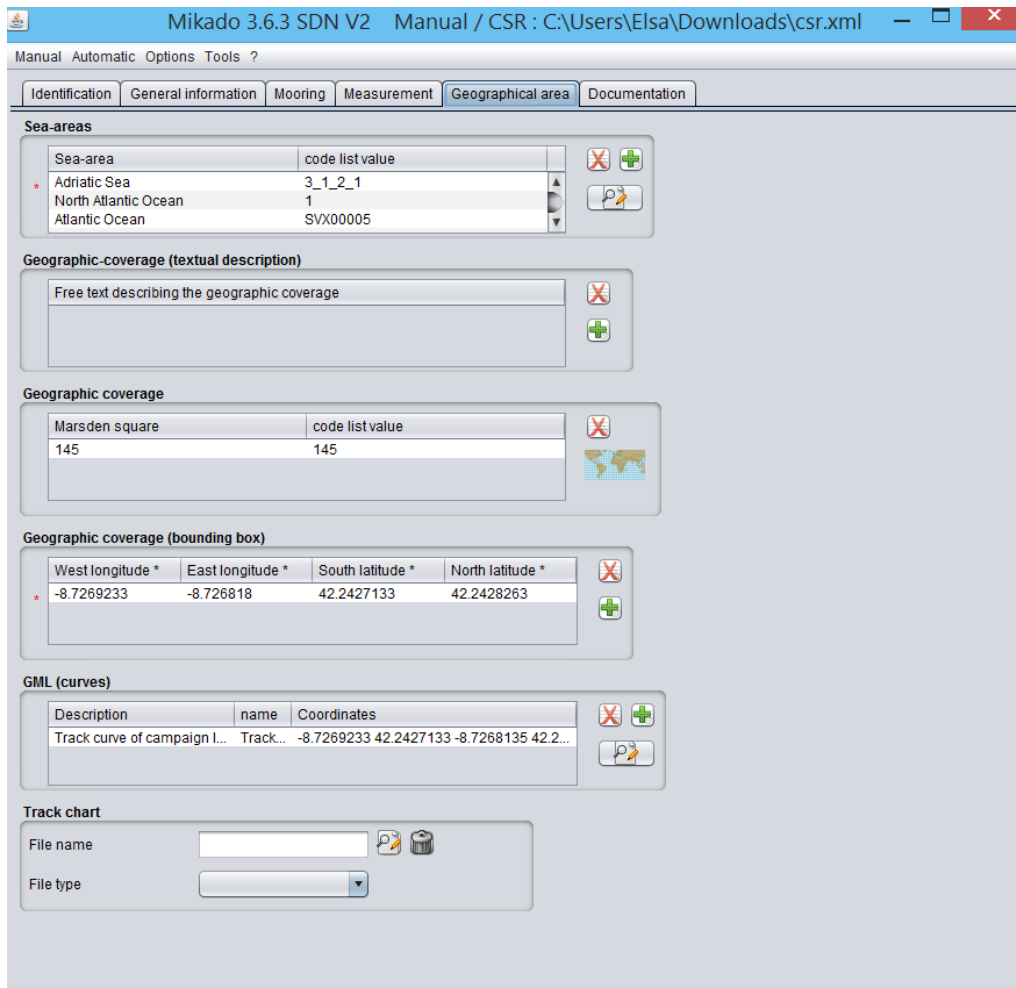 Mikado 3.6.3 SDN V2 Manual / CSR : C:\Users\Elsa\Downloads\csr.xml
Manual Automatic Options Tools ?
Identification General information Mooring Measurement Geographical area Documentation
Sea-areas
Sea-area code list value
* Adriatic Sea 3_1_2_1
North Atlantic Ocean 1
Atlantic Ocean SVX00005
Geographic-coverage (textual description)
Free text describing the geographic coverage
Geographic coverage
Marsden square code list value
145 145
Geographic coverage (bounding box)
West longitude * East longitude * South latitude * North latitude *
* -8.7269233 -8.726818 42.2427133 42.2428263
GML (curves)
Description name Coordinates
Track curve of campaign I... Track... -8.7269233 42.2427133 -8.7268135 42.2...
Track chart
File name
File type